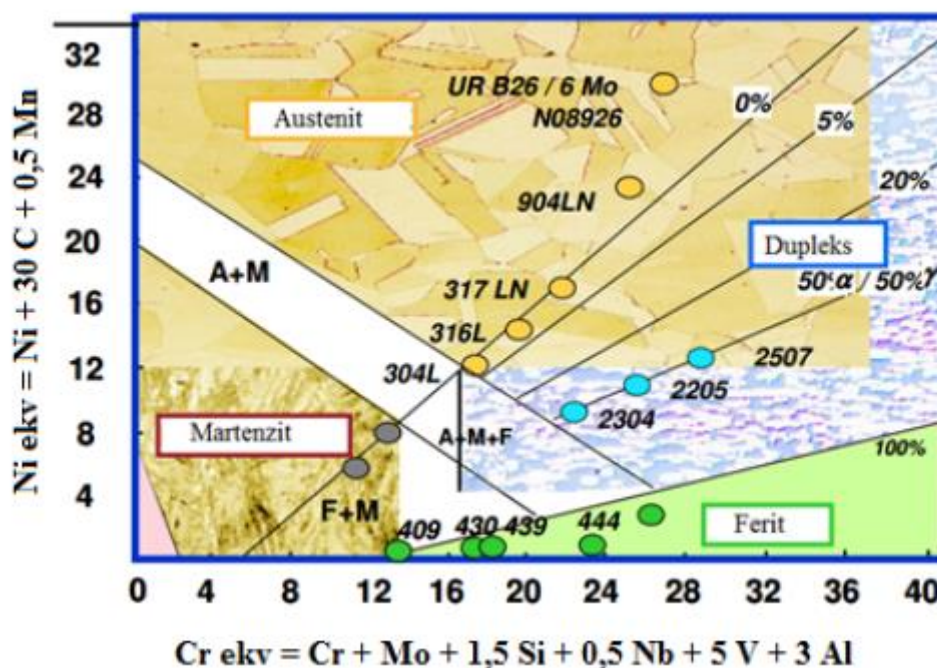 Ni ekv = Ni + 30 C + 0,5 Mn
32
28
24
20
16
12
8
4
0 4 8 12 16 20 24 28 32 36 40
Cr ekv = Cr + Mo + 1,5 Si + 0,5 Nb + 5 V + 3 Al
UR B26 / 6 Mo
N08926
0%
5%
Austenit
904LN
20%
Dupleks
A+M
317 LN
50% α / 50% γ
316L
304L
2507
2205
2304
Martenzit
A+M+F
100%
F+M
409 430 439 444
Ferit